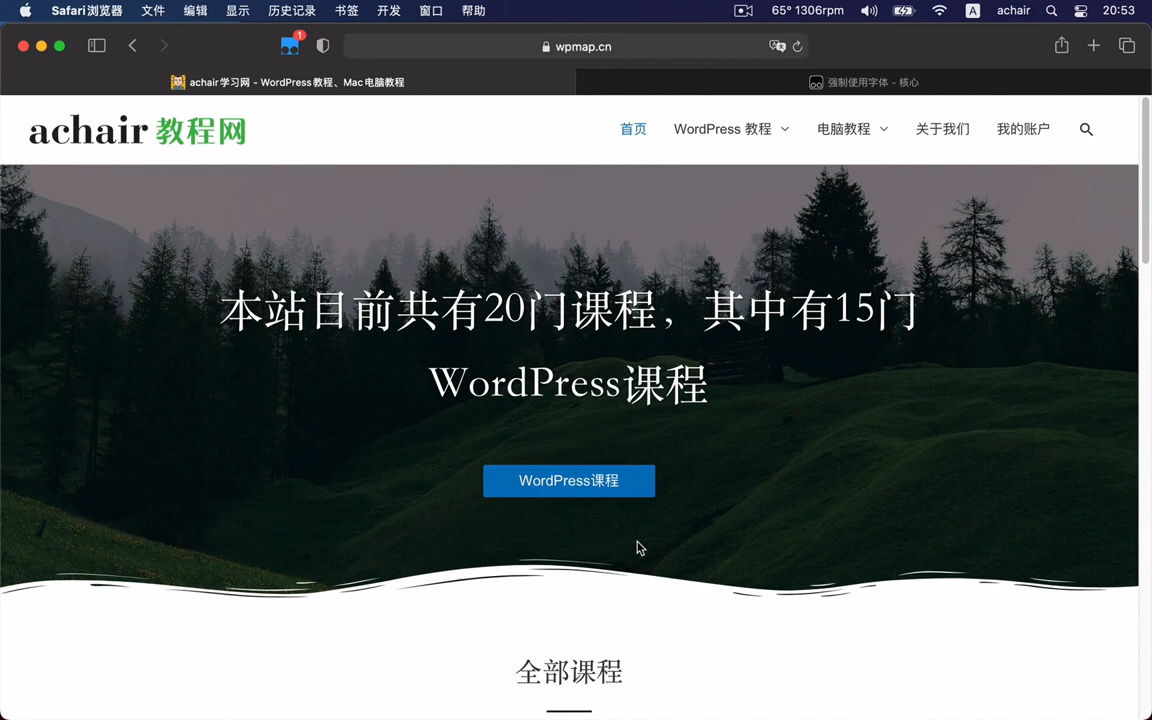 Safari浏览器 文件 编辑 显示 历史记录 书签 开发 窗口 帮助 65° 1306rpm A achair 20:53
1 wpmap.cn
achair学习网 - WordPress教程、Mac电脑教程 强制使用字体 - 核心
achair 教程网 首页 WordPress 教程 电脑教程 关于我们 我的账户
本站目前共有20门课程，其中有15门
WordPress课程
WordPress课程
全部课程